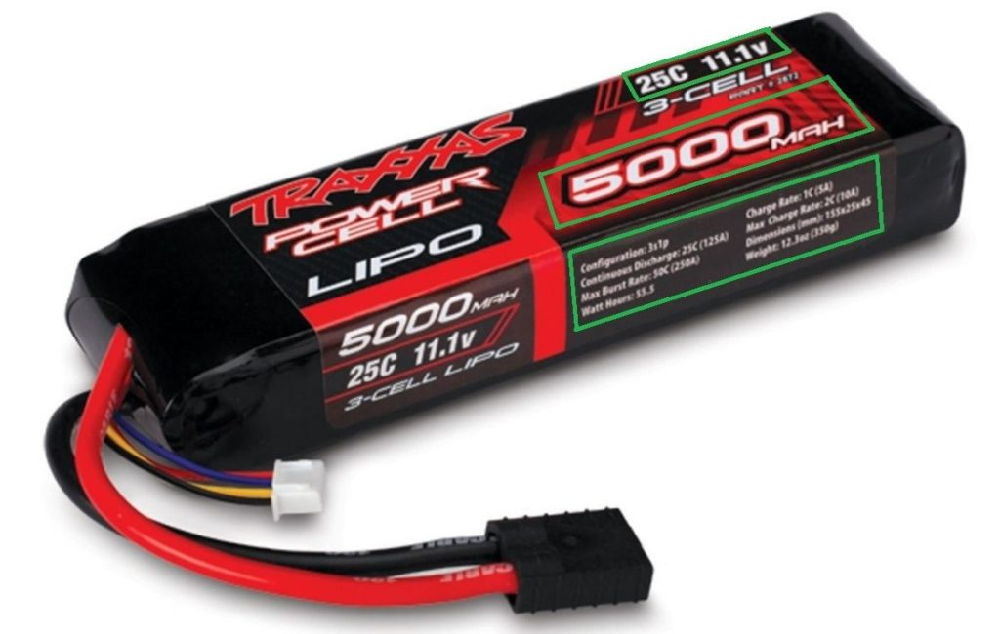 25C 11.1v
3-CELL
PART # 2872
5000MAH
TRAXXAS
POWER
CELL
LIPO
5000MAH
25C 11.1v
3-CELL LIPO
Configuration: 3s1p
Continuous Discharge: 25C (125A)
Max Burst Rate: 50C (250A)
Watt Hours: 55.5
Charge Rate: 1C (5A)
Max Charge Rate: 2C (10A)
Dimensions (mm): 155x25x45
Weight: 12.3oz (350g)